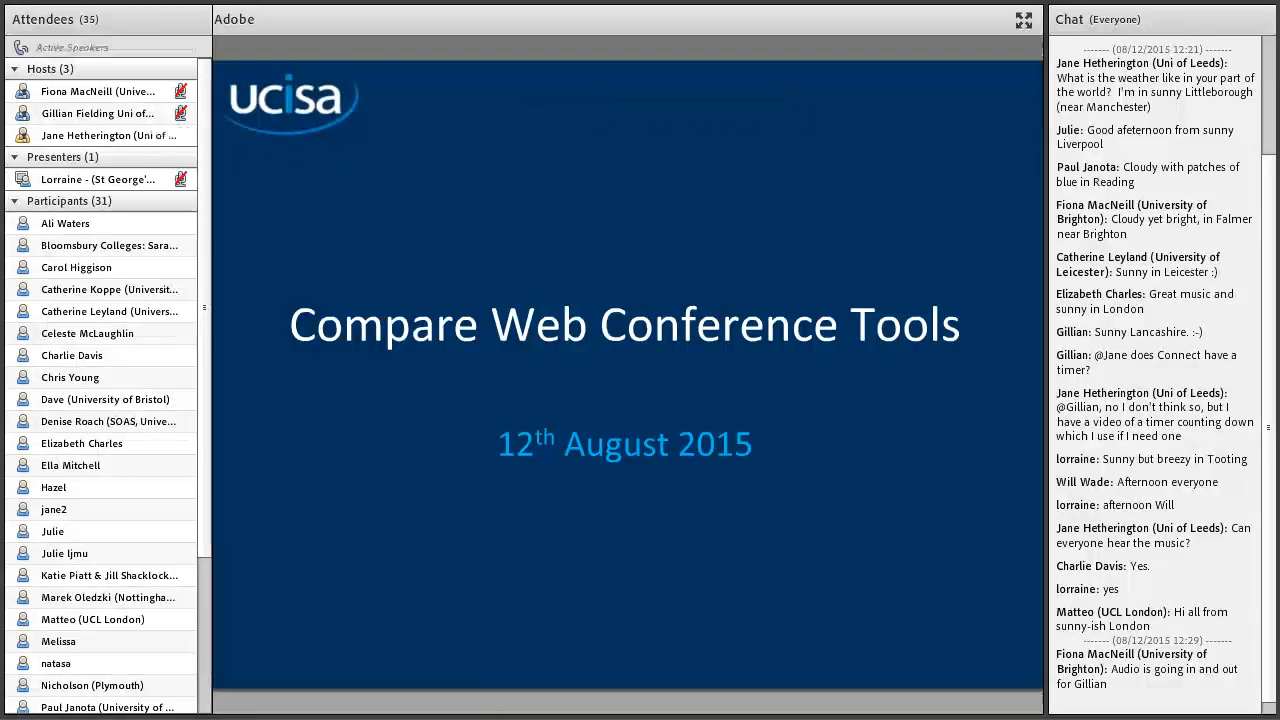 Attendees (35)
Active Speakers
Hosts (3)
Fiona MacNeill (Unive...
Gillian Fielding Uni of...
Jane Hetherington (Uni of ...
Presenters (1)
Lorraine - (St George'...
Participants (31)
Ali Waters
Bloomsbury Colleges: Sara...
Carol Higgison
Catherine Koppe (Universit...
Catherine Leyland (Univers...
Celeste McLaughlin
Charlie Davis
Chris Young
Dave (University of Bristol)
Denise Roach (SOAS, Unive...
Elizabeth Charles
Ella Mitchell
Hazel
jane2
Julie
Julie ljmu
Katie Piatt & Jill Shacklock...
Marek Oledzki (Nottingha...
Matteo (UCL London)
Melissa
natasa
Nicholson (Plymouth)
Paul Janota (University of ...
Adobe
ucisa
Compare Web Conference Tools
12th August 2015
Chat (Everyone)
------- (08/12/2015 12:21) -------
Jane Hetherington (Uni of Leeds):
What is the weather like in your part of
the world? I'm in sunny Littleborough
(near Manchester)
Julie: Good afeternoon from sunny
Liverpool
Paul Janota: Cloudy with patches of
blue in Reading
Fiona MacNeill (University of
Brighton): Cloudy yet bright, in Falmer
near Brighton
Catherine Leyland (University of
Leicester): Sunny in Leicester :)
Elizabeth Charles: Great music and
sunny in London
Gillian: Sunny Lancashire. :-)
Gillian: @Jane does Connect have a
timer?
Jane Hetherington (Uni of Leeds):
@Gillian, no I don't think so, but I
have a video of a timer counting down
which I use if I need one
lorraine: Sunny but breezy in Tooting
Will Wade: Afternoon everyone
lorraine: afternoon Will
Jane Hetherington (Uni of Leeds): Can
everyone hear the music?
Charlie Davis: Yes.
lorraine: yes
Matteo (UCL London): Hi all from
sunny-ish London
------- (08/12/2015 12:29) -------
Fiona MacNeill (University of
Brighton): Audio is going in and out
for Gillian